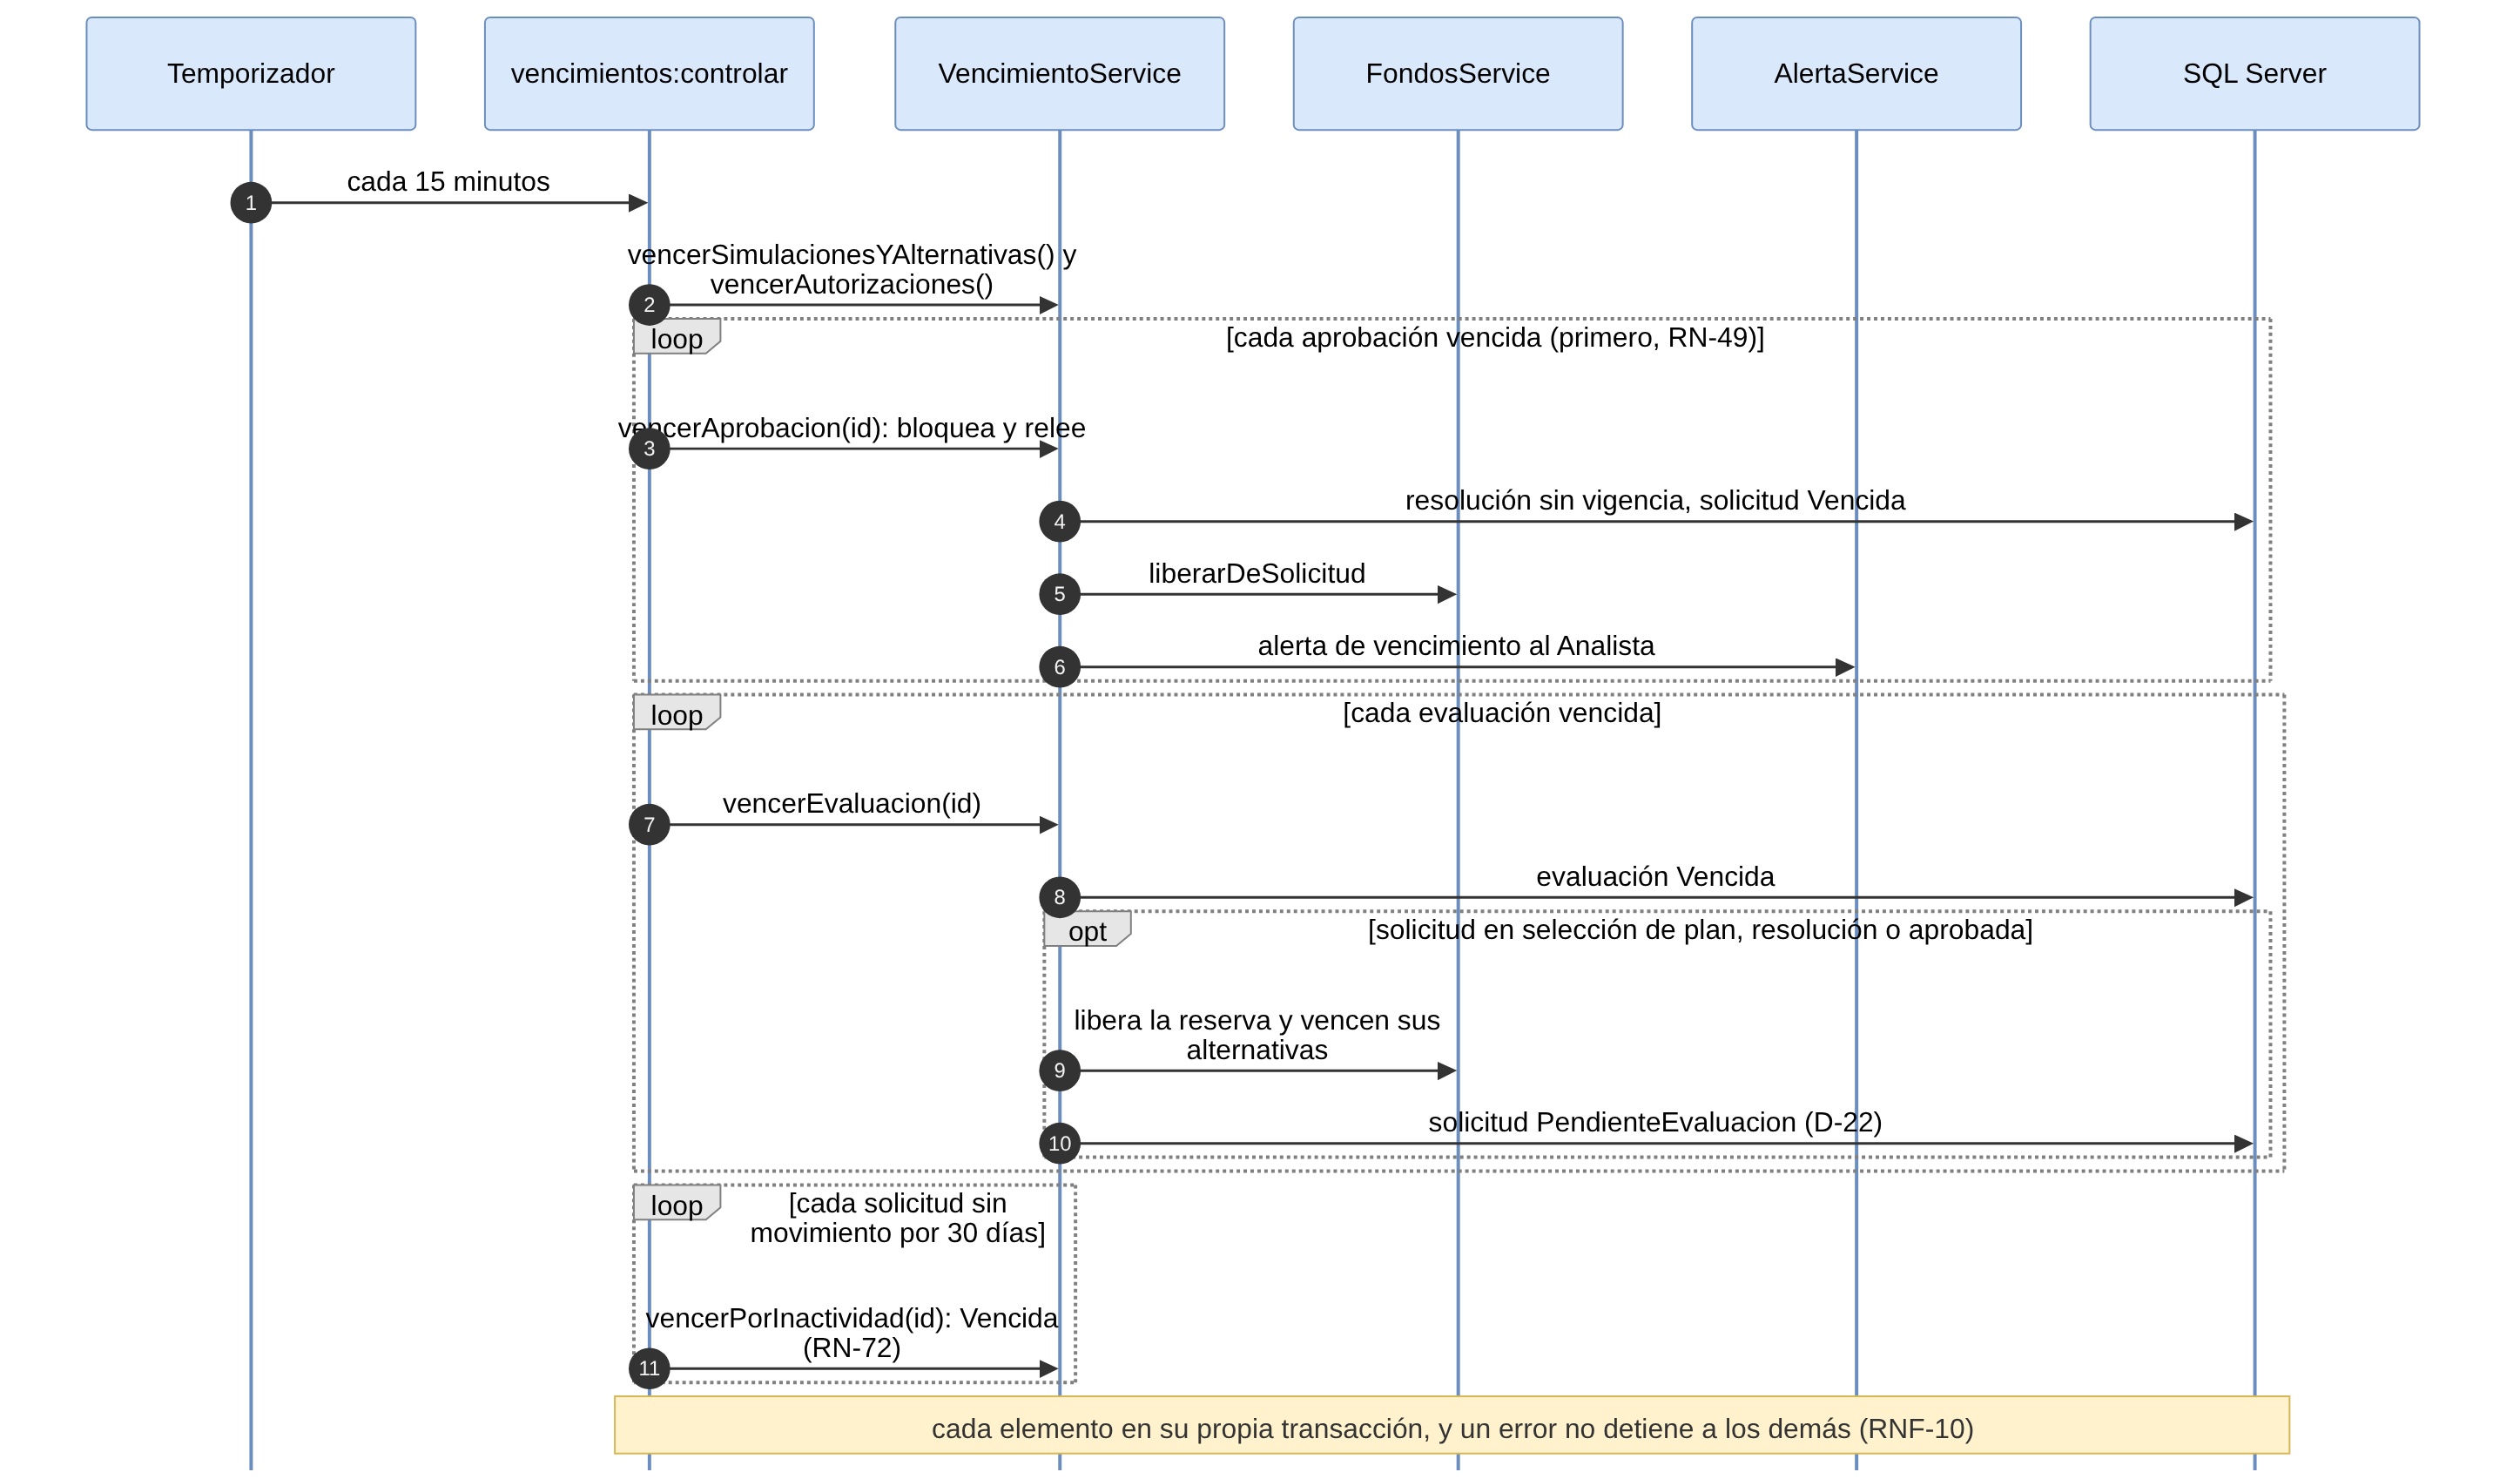 Temporizador
vencimientos:controlar
VencimientoService
FondosService
AlertaService
SQL Server
1
cada 15 minutos
vencerSimulacionesYAlternativas() y
vencerAutorizaciones()
2
loop
[cada aprobación vencida (primero, RN-49)]
vencerAprobacion(id): bloquea y relee
3
resolución sin vigencia, solicitud Vencida
4
liberarDeSolicitud
5
alerta de vencimiento al Analista
6
loop
[cada evaluación vencida]
vencerEvaluacion(id)
7
evaluación Vencida
8
opt
[solicitud en selección de plan, resolución o aprobada]
libera la reserva y vencen sus
alternativas
9
solicitud PendienteEvaluacion (D-22)
10
loop
[cada solicitud sin
movimiento por 30 días]
vencerPorInactividad(id): Vencida
(RN-72)
11
cada elemento en su propia transacción, y un error no detiene a los demás (RNF-10)